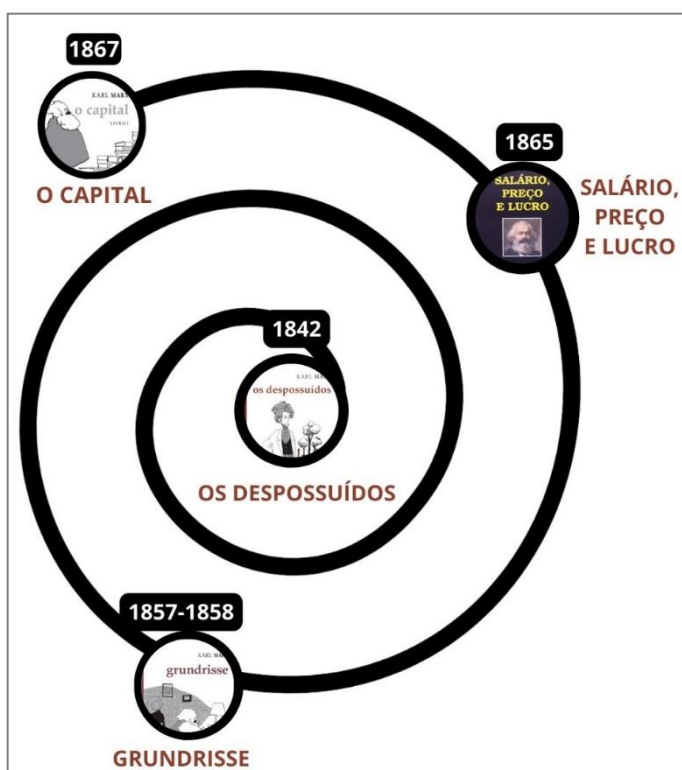 1867
KARL MARX
o capital
LIVRO I
O CAPITAL
1865
SALÁRIO,
PREÇO
E LUCRO
SALÁRIO,
PREÇO
E LUCRO
1842
KARL MA
os despossuídos
OS DESPOSSUÍDOS
1857-1858
KARL MA
grundrisse
GRUNDRISSE